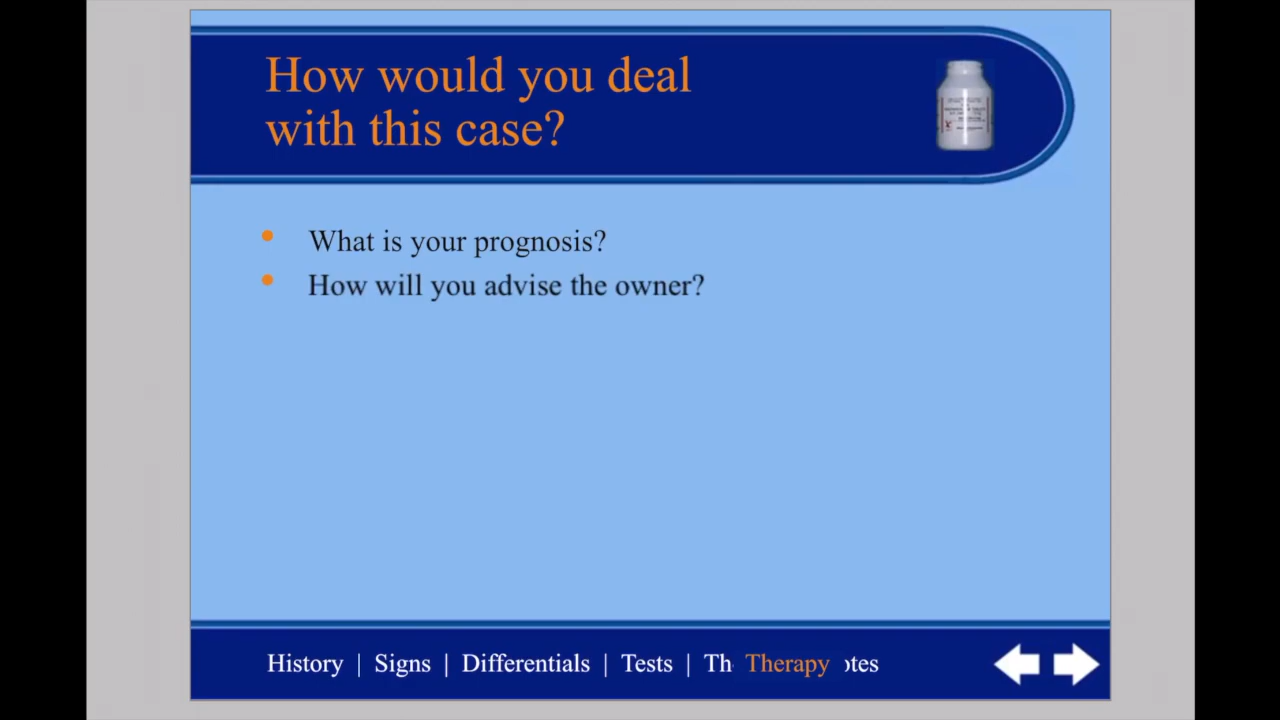 How would you deal
with this case?
What is your prognosis?
How will you advise the owner?
History | Signs | Differentials | Tests | Th Therapy otes